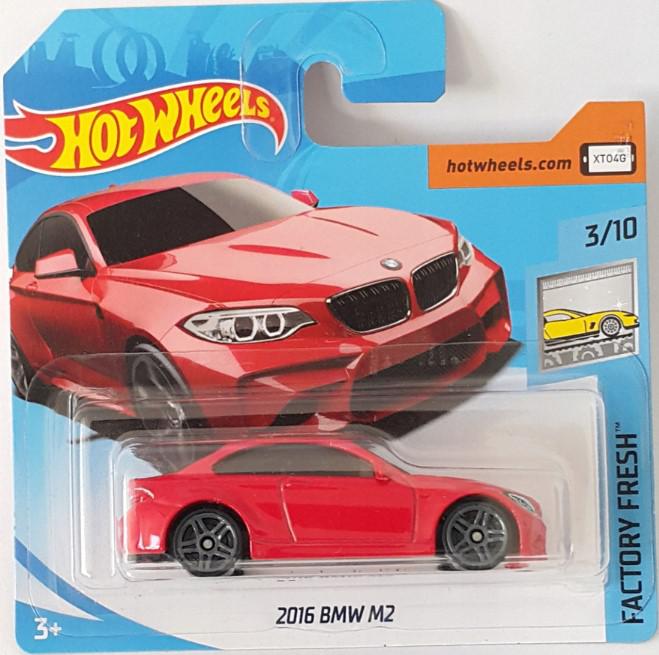 HOT WHEELS
hotwheels.com
XT04G
3/10
FACTORY FRESH™
2016 BMW M2
3+